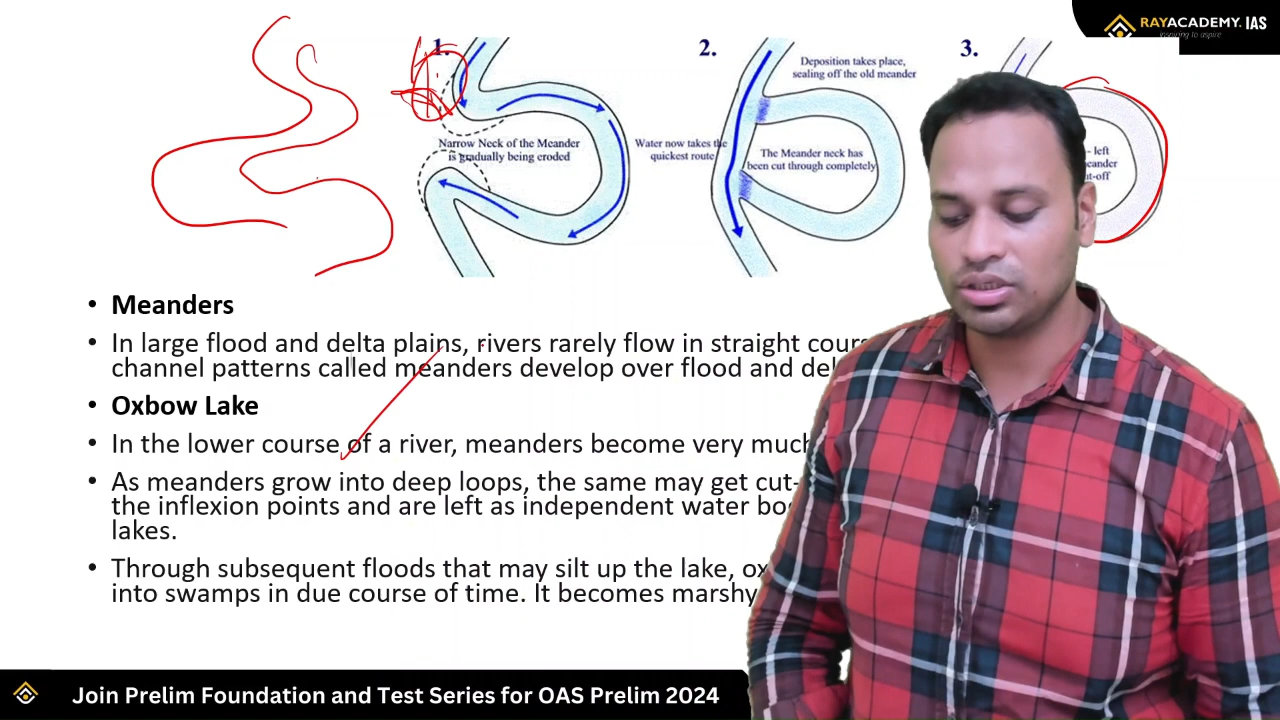 RAYACADEMY. IAS
inspiring to aspire
1.
2.
3.
Deposition takes place,
sealing off the old meander
Narrow Neck of the Meander
is gradually being eroded
Water now takes the
quickest route
The Meander neck has
been cut through completely
- left
• Meanders
• In large flood and delta plains, rivers rarely flow in straight
channel patterns called meanders develop over flood and
• Oxbow Lake
• In the lower course of a river, meanders become very much
• As meanders grow into deep loops, the same may get cut-
the inflexion points and are left as independent water
lakes.
• Through subsequent floods that may silt up the lake,
into swamps in due course of time. It becomes marshy
Join Prelim Foundation and Test Series for OAS Prelim 2024